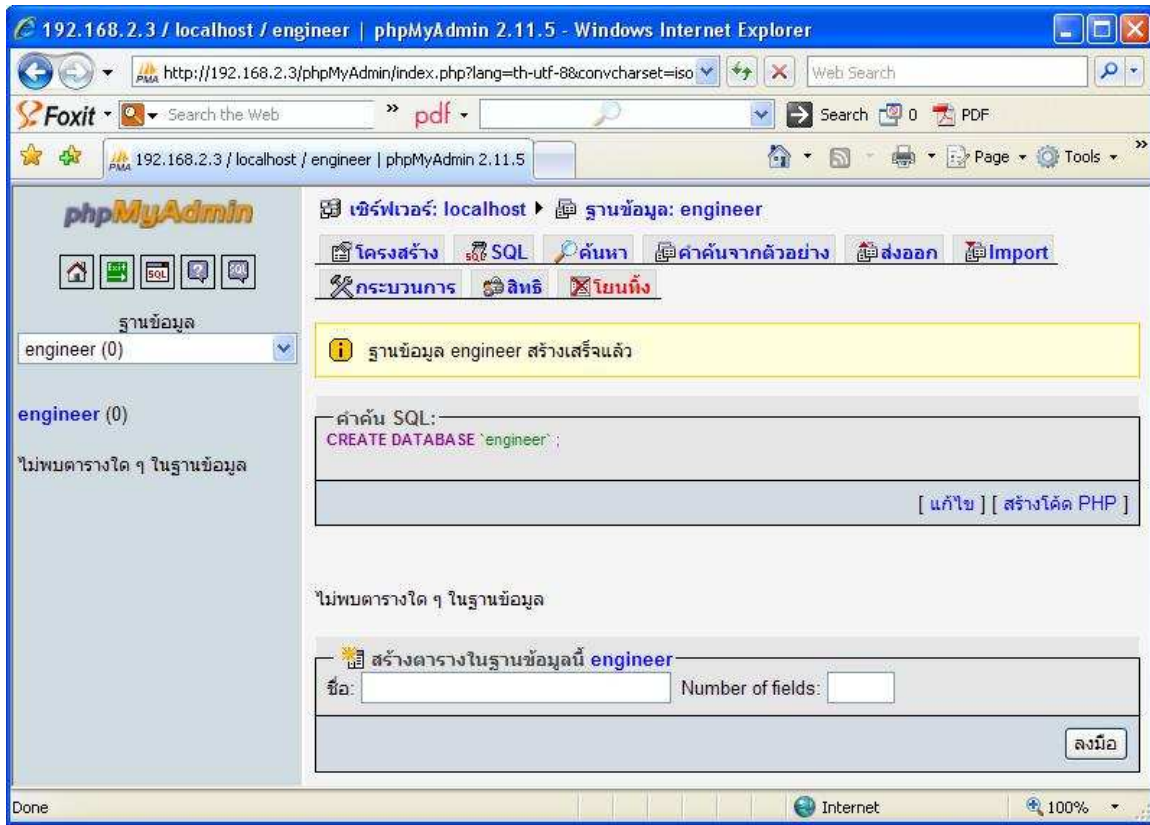 192.168.2.3 / localhost / engineer | phpMyAdmin 2.11.5 - Windows Internet Explorer
http://192.168.2.3/phpMyAdmin/index.php?lang=th-utf-8&convcharset=iso
Web Search
Foxit
Search the Web
»
pdf
Search
0
PDF
192.168.2.3 / localhost / engineer | phpMyAdmin 2.11.5
Page
Tools
»
phpMyAdmin
Exit
SQL
SQL
ฐานข้อมูล
engineer (0)
engineer (0)
ไม่พบตารางใด ๆ ในฐานข้อมูล
เซิร์ฟเวอร์: localhost
ฐานข้อมูล: engineer
โครงสร้าง
SQL
ค้นหา
คำค้นจากตัวอย่าง
ส่งออก
Import
กระบวนการ
สิทธิ
โยนทิ้ง
ฐานข้อมูล engineer สร้างเสร็จแล้ว
คำค้น SQL:
CREATE DATABASE `engineer` ;
[ แก้ไข ] [ สร้างโค้ด PHP ]
ไม่พบตารางใด ๆ ในฐานข้อมูล
สร้างตารางในฐานข้อมูลนี้ engineer
ชื่อ:
Number of fields:
ลงมือ
Done
Internet
100%